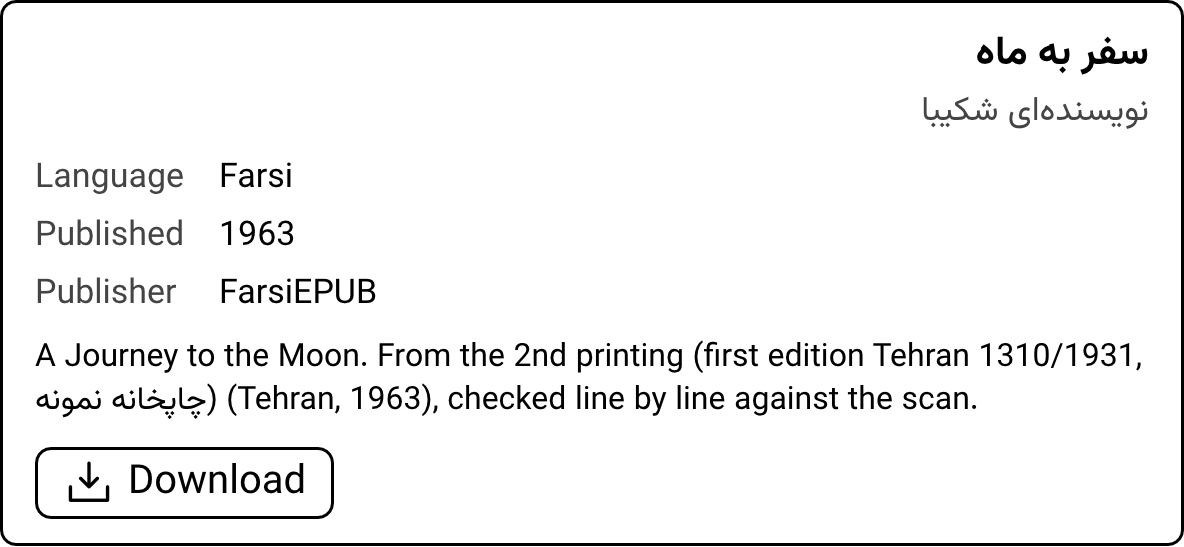 سفر به ماه
نویسنده‌ای شکیبا
Language Farsi
Published 1963
Publisher FarsiEPUB
A Journey to the Moon. From the 2nd printing (first edition Tehran 1310/1931,
چاپخانه نمونه) (Tehran, 1963), checked line by line against the scan.
Download